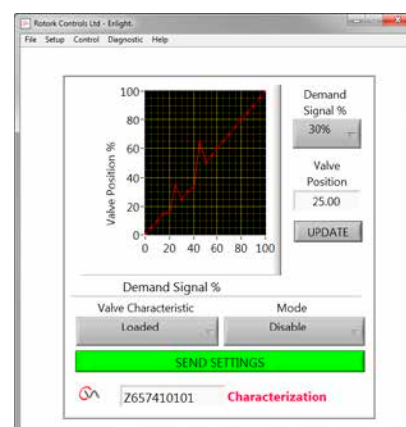 Rotork Controls Ltd - Enlight.
File Setup Control Diagnostic Help
100
80
60
40
20
0
Valve Position %
0 20 40 60 80 100
Demand Signal %
Demand
Signal %
30%
Valve
Position
25.00
UPDATE
Valve Characteristic
Mode
Loaded
Disable
SEND SETTINGS
Z657410101
Characterization